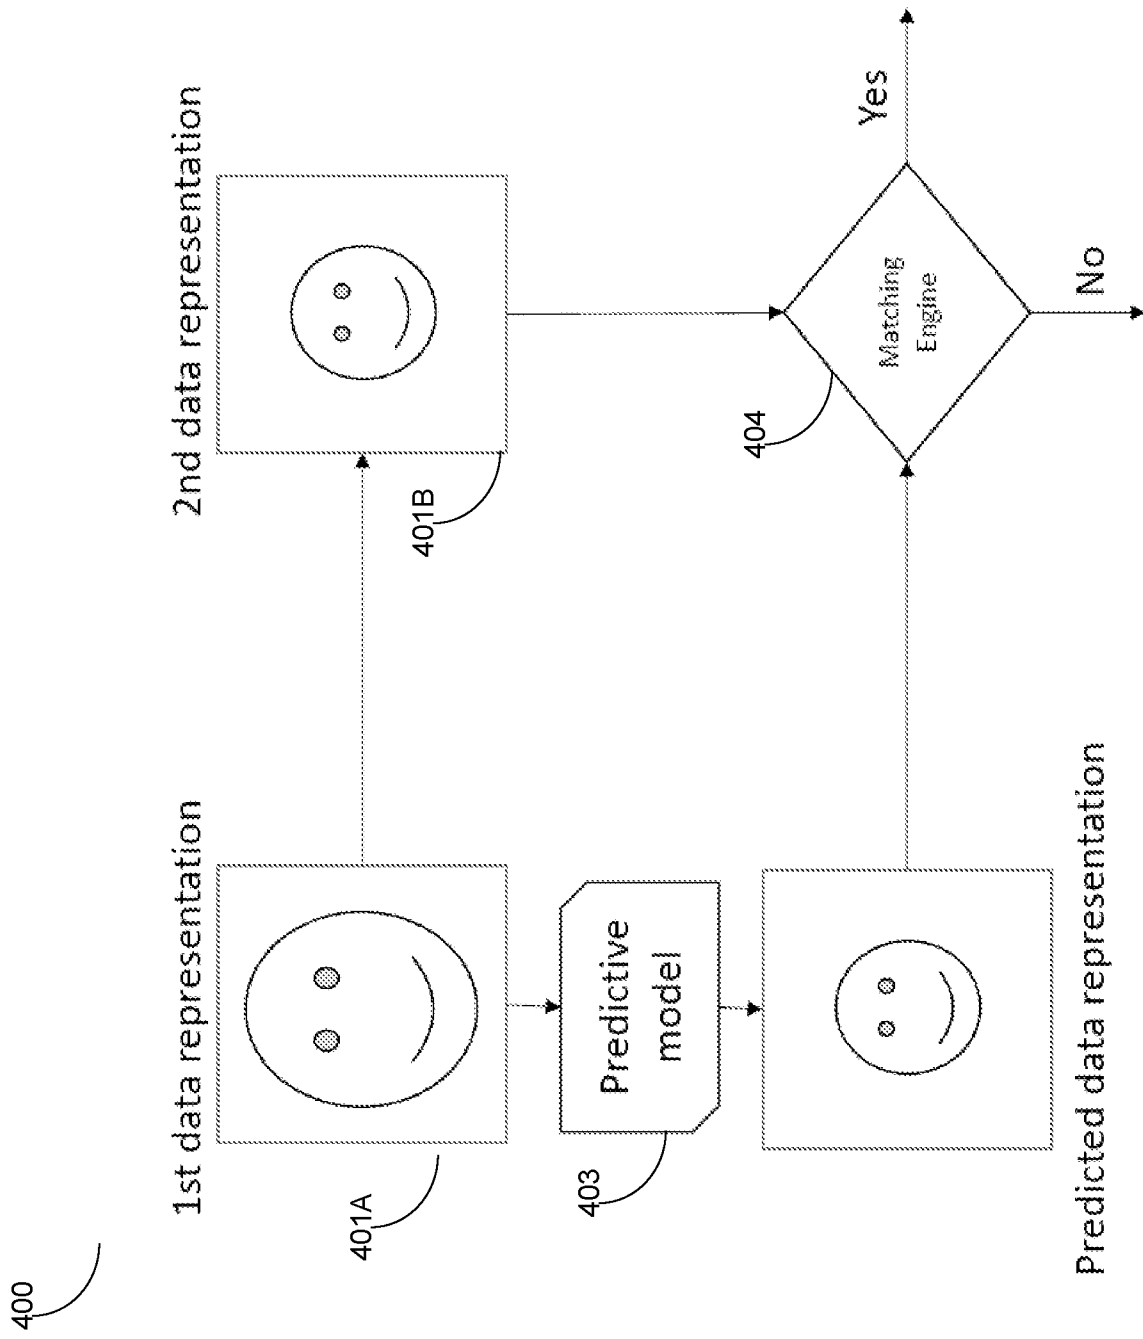 400
1st data representation
2nd data representation
401A
401B
Predictive
model
403
404
Matching
Engine
Yes
No
Predicted data representation